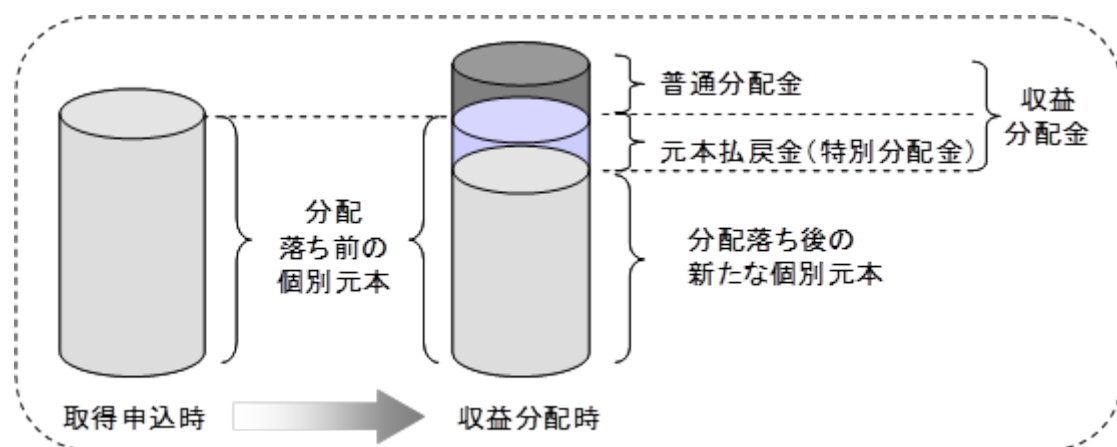 普通分配金
元本払戻金(特別分配金)
収益
分配金
分配
落ち前の
個別元本
分配落ち後の
新たな個別元本
取得申込時
収益分配時